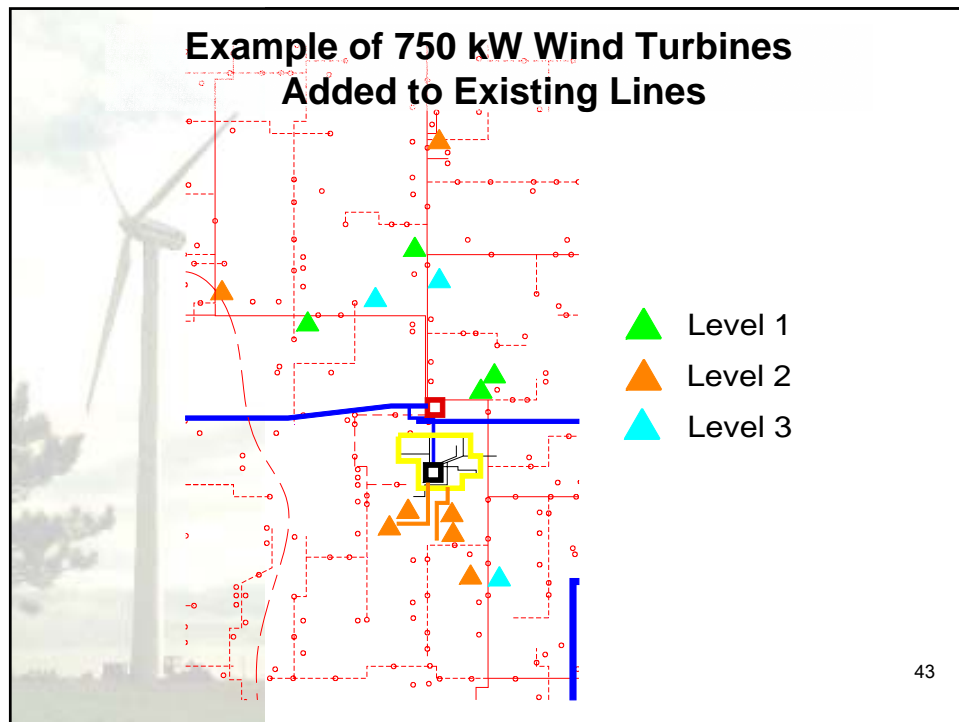 Example of 750 kW Wind Turbines
Added to Existing Lines
Level 1
Level 2
Level 3
43